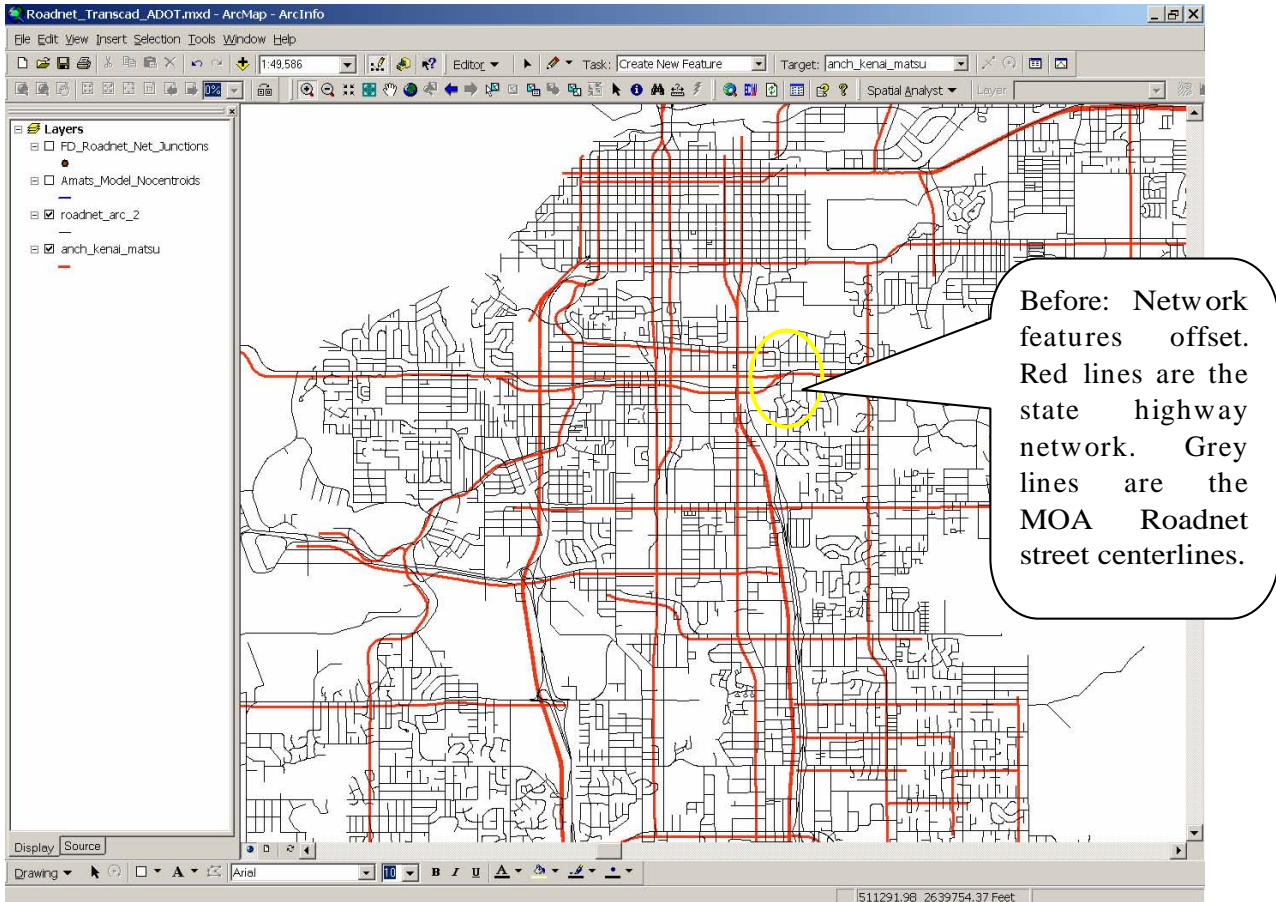 Roadnet_Transcad_ADOT.mxd - ArcMap - ArcInfo
File Edit View Insert Selection Tools Window Help
1:49,586
Editor
Task: Create New Feature
Target: anch_kenai_matsu
0%
Spatial Analyst
Layer
Layers
FD_Roadnet_Net_Junctions
Amats_Model_Nocentroids
roadnet_arc_2
anch_kenai_matsu
Before: Network
features offset.
Red lines are the
state highway
network. Grey
lines are the
MOA Roadnet
street centerlines.
Display Source
Drawing
A
Arial
10
B I U A
511291.98 2639754.37 Feet